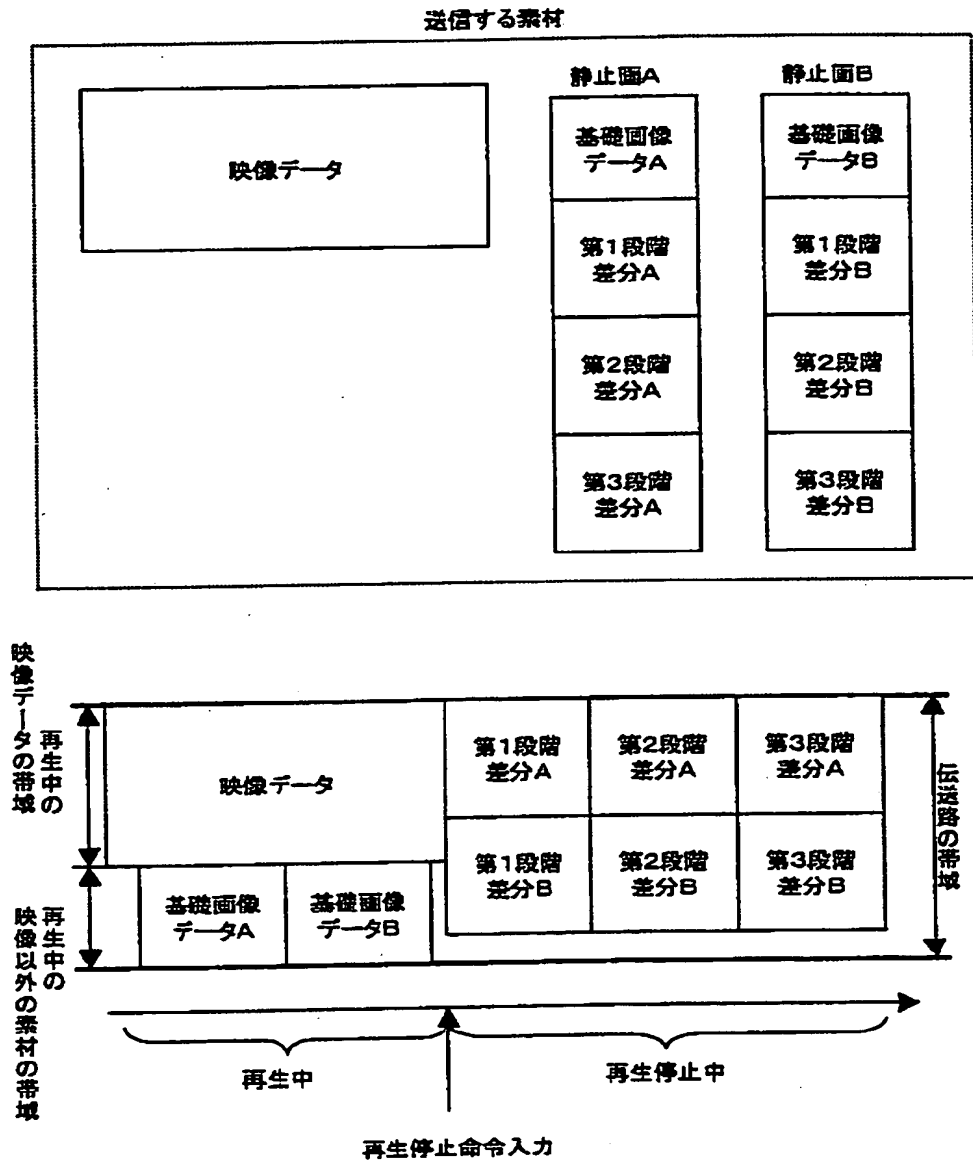 送信する素材
映像データ
静止画A
基礎画像
データA
第1段階
差分A
第2段階
差分A
第3段階
差分A
静止画B
基礎画像
データB
第1段階
差分B
第2段階
差分B
第3段階
差分B
再生中の
映像データの帯域
再生中の
映像以外の素材の帯域
映像データ
基礎画像
データA
基礎画像
データB
第1段階
差分A
第2段階
差分A
第3段階
差分A
第1段階
差分B
第2段階
差分B
第3段階
差分B
伝送路の帯域
再生中
再生停止中
再生停止命令入力